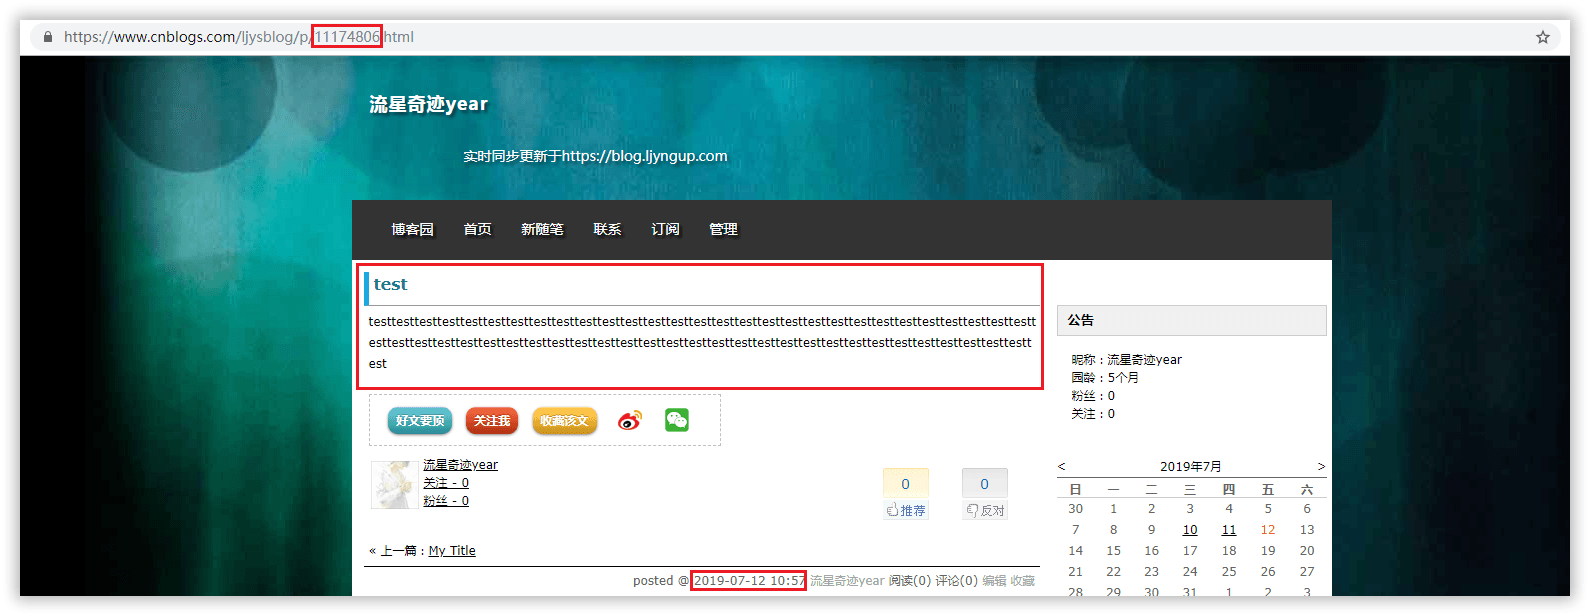 https://www.cnblogs.com/ljysblog/p/11174806.html
流星奇迹year
实时同步更新于https://blog.ljyngup.com
博客园 首页 新随笔 联系 订阅 管理
test
testtesttesttesttesttesttesttesttesttesttesttesttesttesttesttesttesttesttesttesttesttesttesttesttesttesttesttestt
esttesttesttesttesttesttesttesttesttesttesttesttesttesttesttesttesttesttesttesttesttesttesttesttesttesttesttestt
est
好文要顶 关注我 收藏该文
流星奇迹year
关注 - 0
粉丝 - 0
0 0
推荐 反对
« 上一篇：My Title
posted @ 2019-07-12 10:57 流星奇迹year 阅读(0) 评论(0) 编辑 收藏
公告
昵称：流星奇迹year
园龄：5个月
粉丝：0
关注：0
< 2019年7月 >
日 一 二 三 四 五 六
30 1 2 3 4 5 6
7 8 9 10 11 12 13
14 15 16 17 18 19 20
21 22 23 24 25 26 27
28 29 30 31 1 2 3